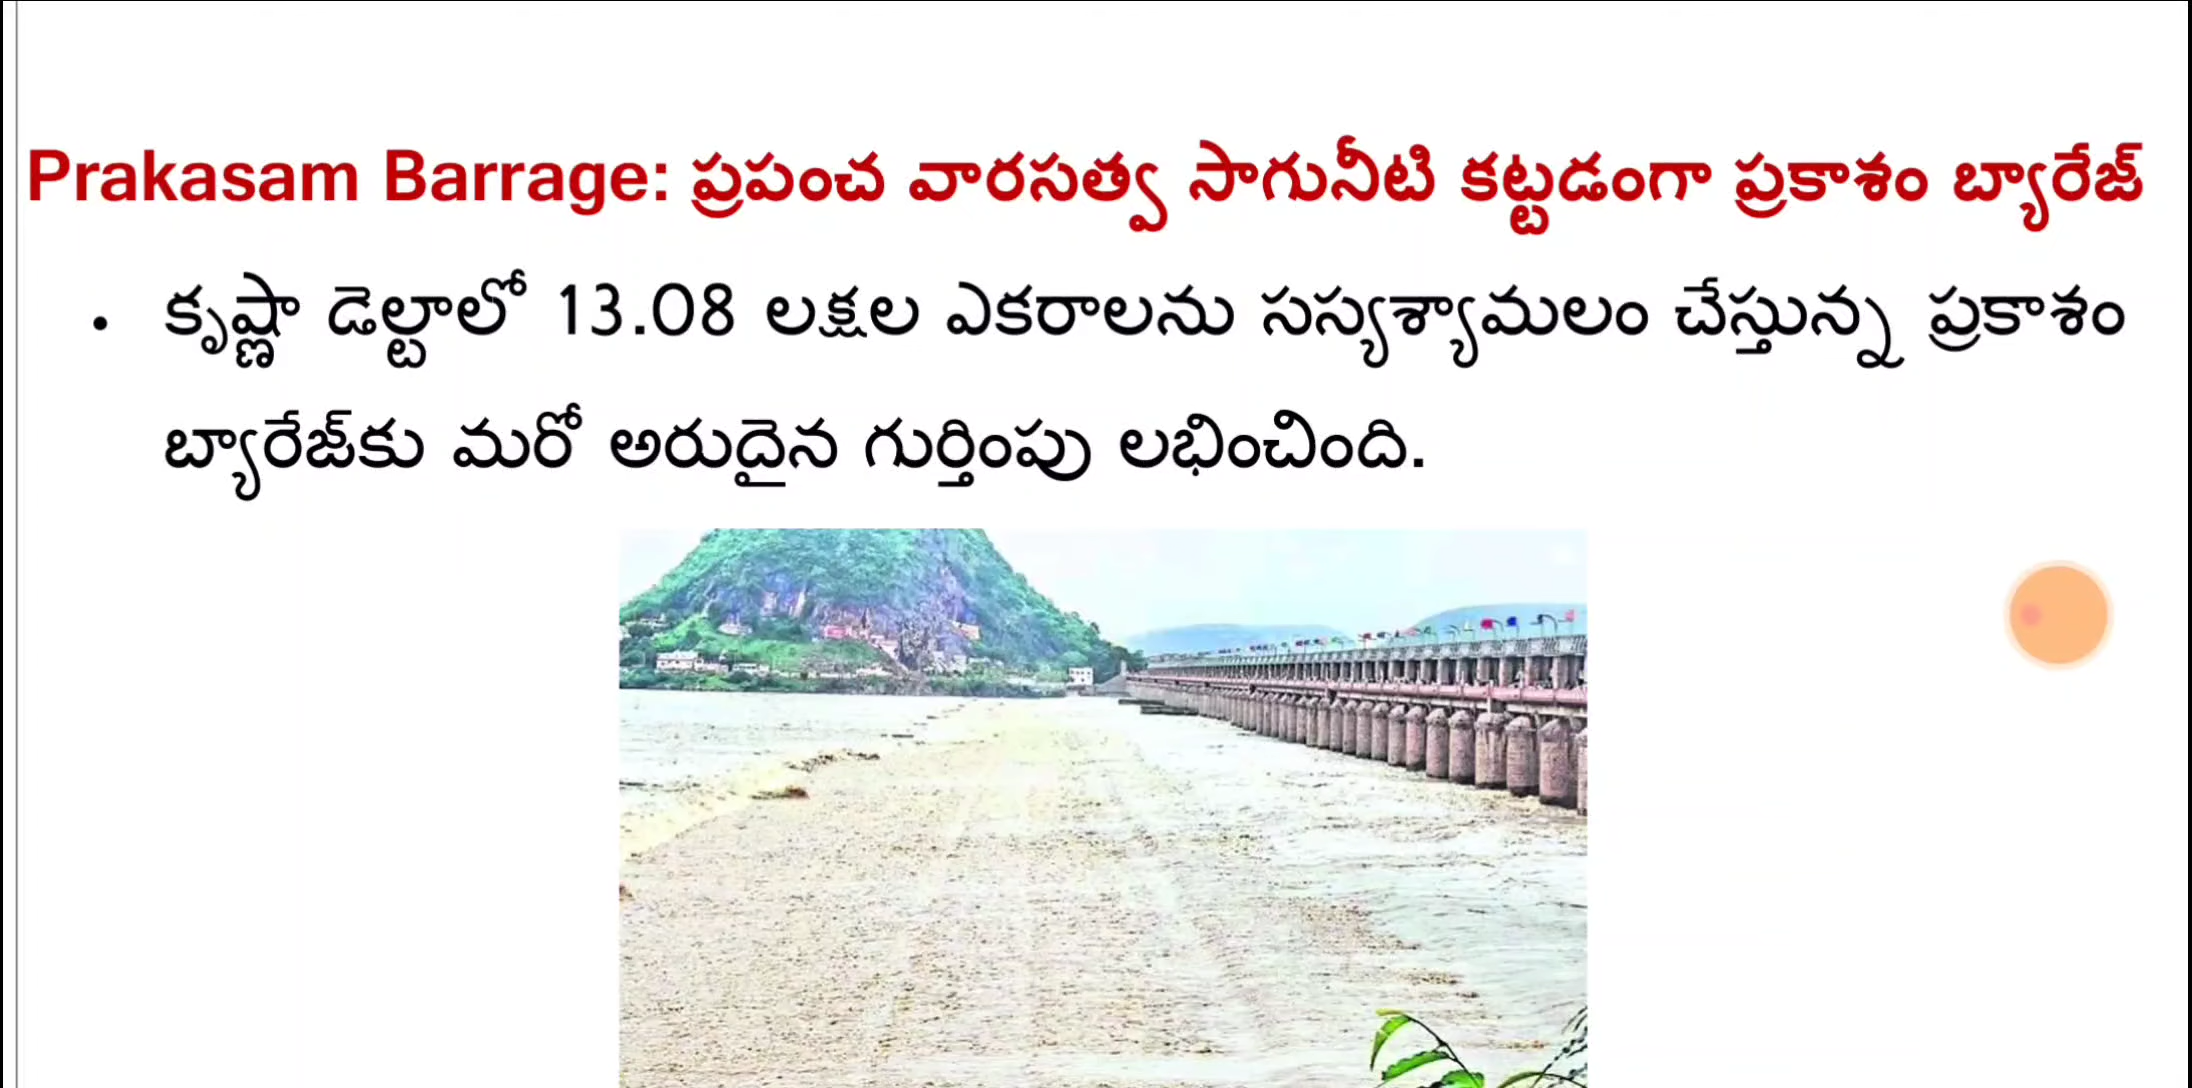 Prakasam Barrage: ప్రపంచ వారసత్వ సాగునీటి కట్టడంగా ప్రకాశం బ్యారేజ్
• కృష్ణా డెల్టాలో 13.08 లక్షల ఎకరాలను సస్యశ్యామలం చేస్తున్న ప్రకాశం
బ్యారేజ్‌కు మరో అరుదైన గుర్తింపు లభించింది.